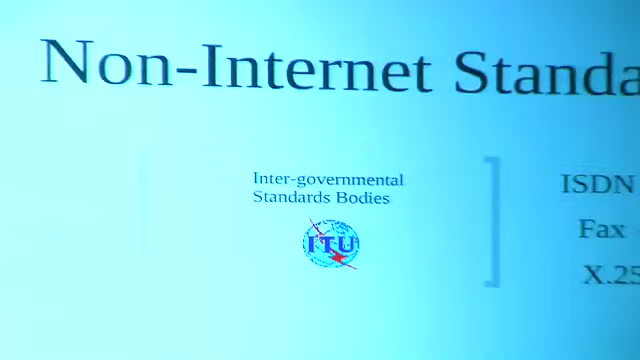 Non-Internet Standa
Inter-governmental
Standards Bodies
ITU
ISDN
Fax
X.25